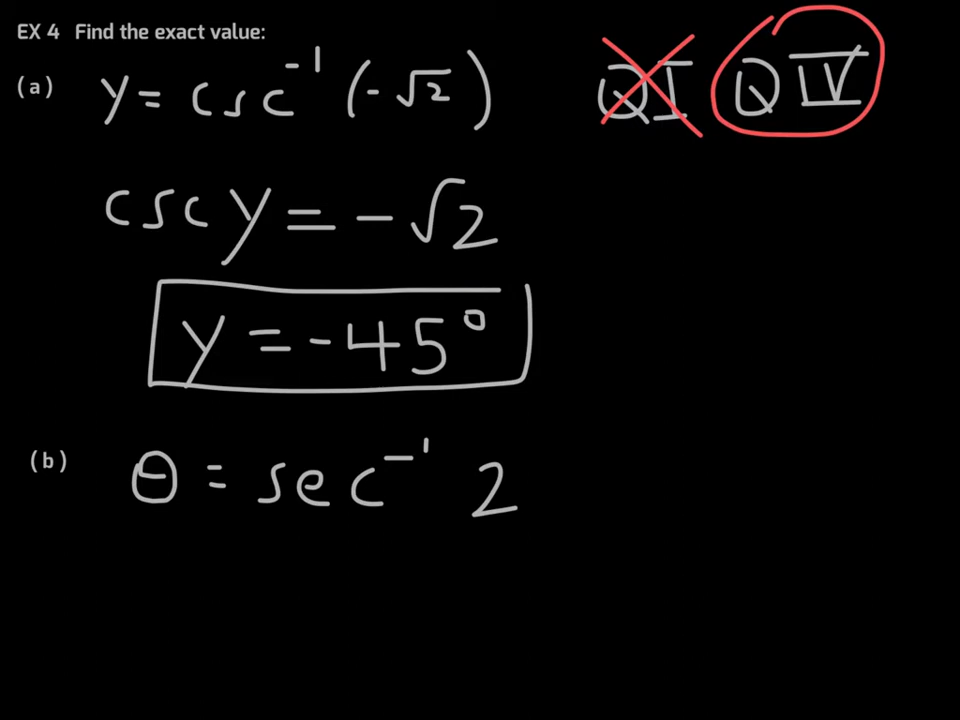 EX 4 Find the exact value:
(a) y = csc⁻¹ (-√2) QI QIV
csc y = -√2
y = -45°
(b) θ = sec⁻¹ 2